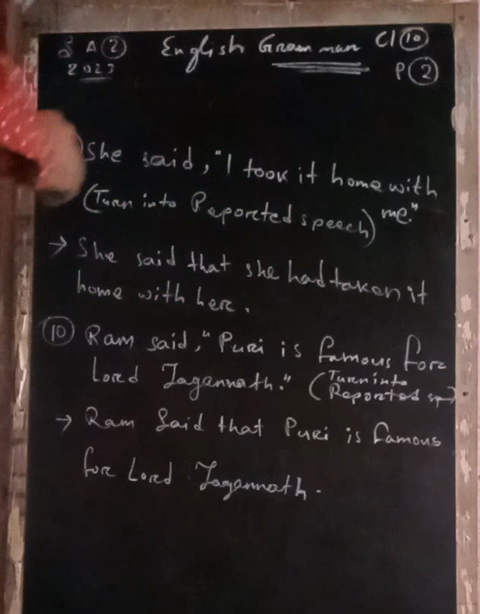 A (2) English Grammar Cl (10)
2023 P (2)
She said, "I took it home with
(Turn into Reported speech) me."
→ She said that she had taken it
home with her.
(10) Ram said, "Puri is famous for
Lord Jagannath." (Turn into
Reported sp)
→ Ram Said that Puri is famous
for Lord Jagannath.